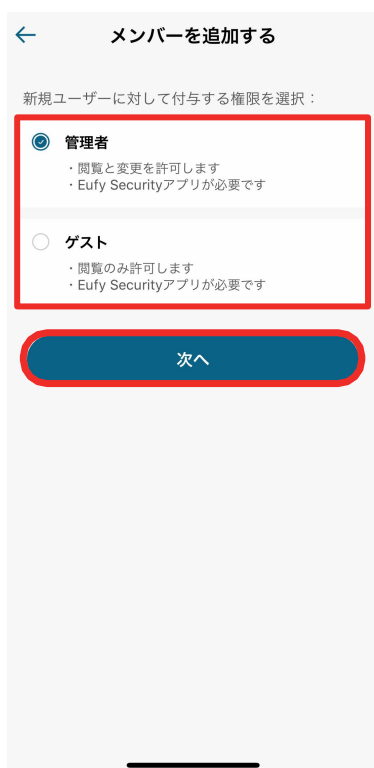 メンバーを追加する
新規ユーザーに対して付与する権限を選択：
管理者
・閲覧と変更を許可します
・Eufy Securityアプリが必要です
ゲスト
・閲覧のみ許可します
・Eufy Securityアプリが必要です
次へ